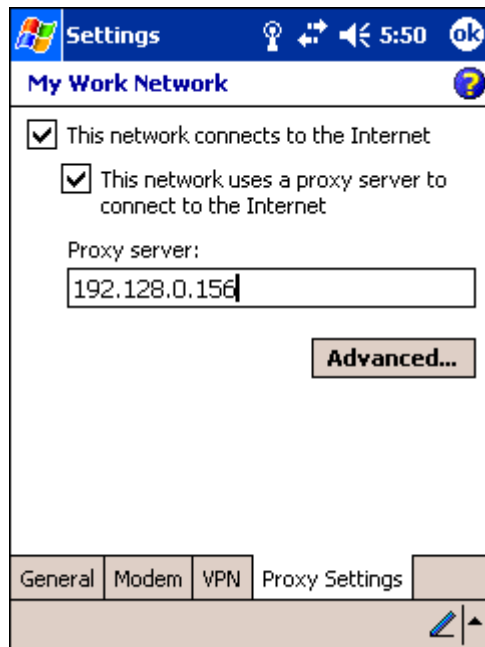 Settings 5:50 ok
My Work Network ?
This network connects to the Internet
This network uses a proxy server to
connect to the Internet
Proxy server:
192.128.0.156
Advanced...
General Modem VPN Proxy Settings